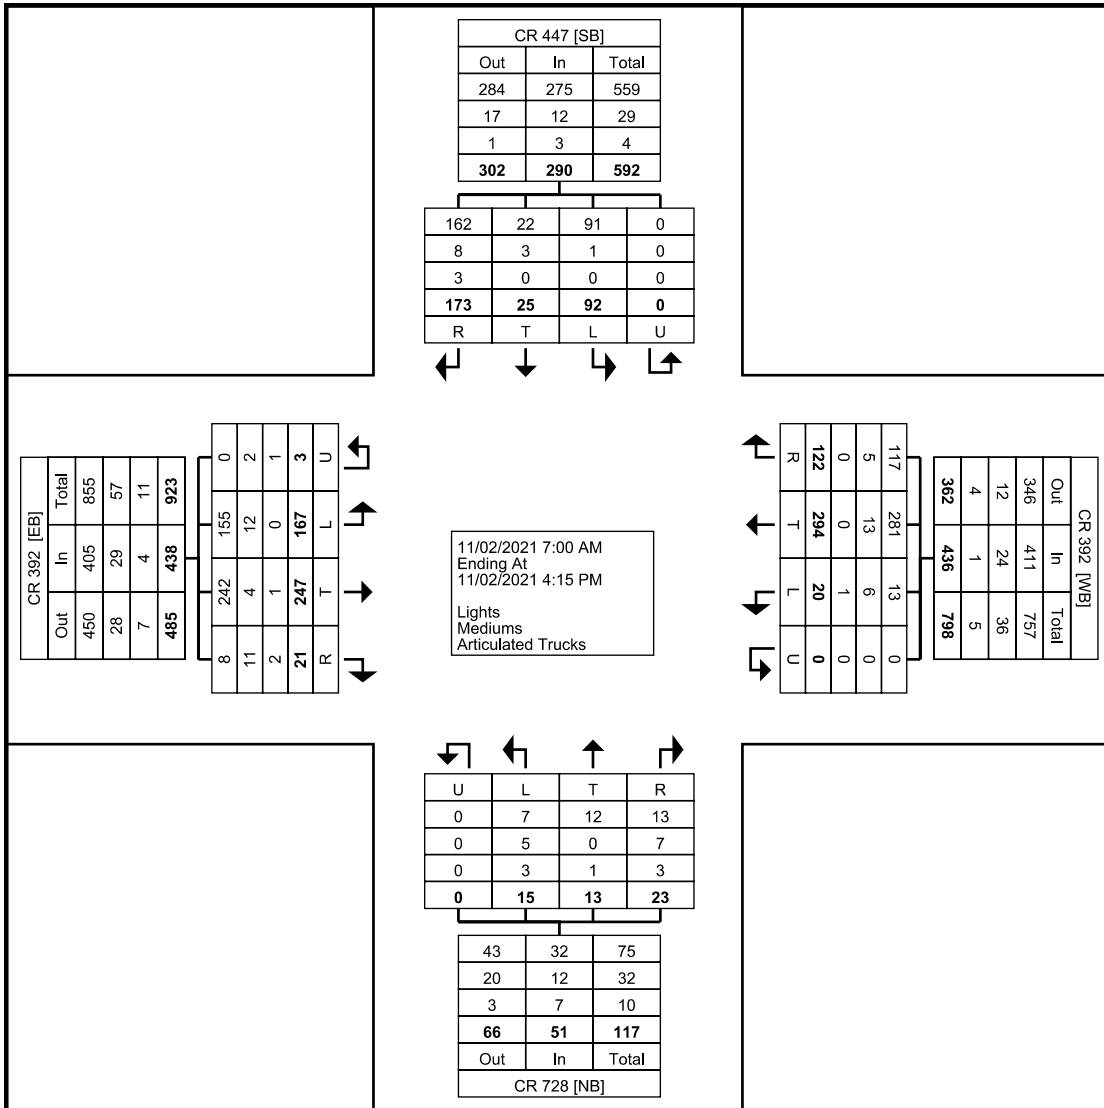 CR 447 [SB]
Out In Total
284 275 559
17 12 29
1 3 4
302 290 592
162 22 91 0
8 3 1 0
3 0 0 0
173 25 92 0
R T L U
CR 392 [EB]
Total In Out
855 405 450
57 29 28
11 4 7
923 438 485
0 155 242 8
2 12 4 11
1 0 1 2
3 167 247 21
U L T R
11/02/2021 7:00 AM
Ending At
11/02/2021 4:15 PM
Lights
Mediums
Articulated Trucks
R T L U
122 294 20 0
0 0 1 0
5 13 6 0
117 281 13 0
CR 392 [WB]
Out In Total
346 411 757
12 24 36
4 1 5
362 436 798
U L T R
0 7 12 13
0 5 0 7
0 3 1 3
0 15 13 23
43 32 75
20 12 32
3 7 10
66 51 117
Out In Total
CR 728 [NB]